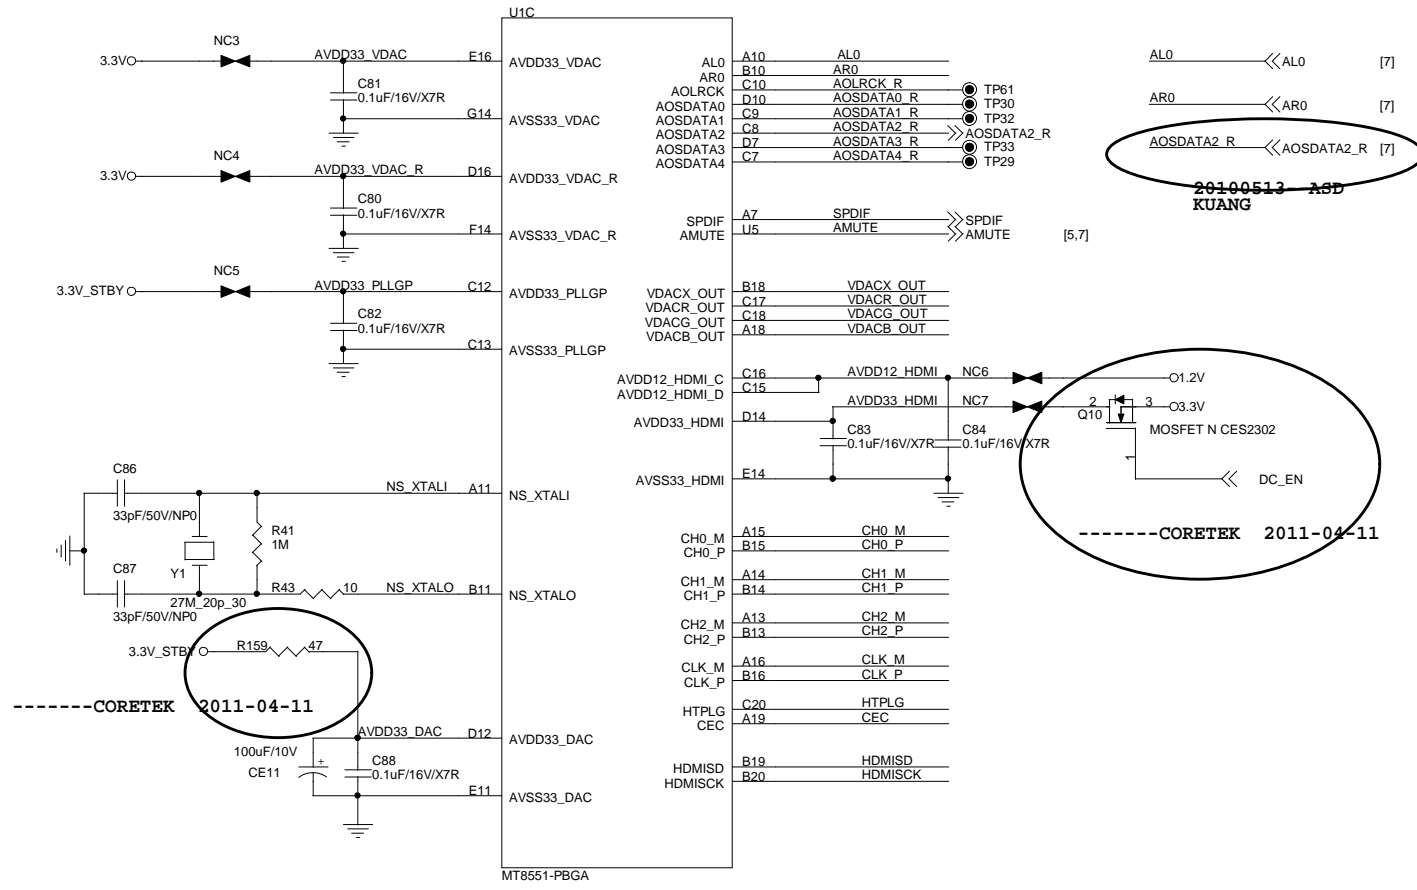 U1C
3.3V
NC3
AVDD33_VDAC
E16
AVDD33_VDAC
C81
0.1uF/16V/X7R
G14
AVSS33_VDAC
3.3V
NC4
AVDD33_VDAC_R
D16
AVDD33_VDAC_R
C80
0.1uF/16V/X7R
F14
AVSS33_VDAC_R
3.3V_STBY
NC5
AVDD33_PLLGP
C12
AVDD33_PLLGP
C82
0.1uF/16V/X7R
C13
AVSS33_PLLGP
C86
33pF/50V/NP0
NS_XTALI
A11
NS_XTALI
R41
1M
Y1
27M_20p_30
C87
33pF/50V/NP0
R43
10
NS_XTALO
B11
NS_XTALO
3.3V_STBY
R159
47
-------CORETEK 2011-04-11
AVDD33_DAC
D12
AVDD33_DAC
100uF/10V
CE11
+
C88
0.1uF/16V/X7R
E11
AVSS33_DAC
MT8551-PBGA
AL0
A10
AL0
AR0
B10
AR0
AOLRCK
C10
AOLRCK_R
TP61
AOSDATA0
D10
AOSDATA0_R
TP30
AOSDATA1
C9
AOSDATA1_R
TP32
AOSDATA2
C8
AOSDATA2_R
AOSDATA2_R
AOSDATA3
D7
AOSDATA3_R
TP33
AOSDATA4
C7
AOSDATA4_R
TP29
SPDIF
A7
SPDIF
SPDIF
AMUTE
U5
AMUTE
AMUTE
[5,7]
VDACX_OUT
B18
VDACX_OUT
VDACR_OUT
C17
VDACR_OUT
VDACG_OUT
C18
VDACG_OUT
VDACB_OUT
A18
VDACB_OUT
AVDD12_HDMI_C
C16
AVDD12_HDMI
NC6
1.2V
AVDD12_HDMI_D
C15
AVDD33_HDMI
NC7
2
Q10
3
3.3V
AVDD33_HDMI
D14
C83
0.1uF/16V/X7R
C84
0.1uF/16V/X7R
MOSFET N CES2302
1
AVSS33_HDMI
E14
DC_EN
-------CORETEK 2011-04-11
CH0_M
A15
CH0_M
CH0_P
B15
CH0_P
CH1_M
A14
CH1_M
CH1_P
B14
CH1_P
CH2_M
A13
CH2_M
CH2_P
B13
CH2_P
CLK_M
A16
CLK_M
CLK_P
B16
CLK_P
HTPLG
C20
HTPLG
CEC
A19
CEC
HDMISD
B19
HDMISD
HDMISCK
B20
HDMISCK
AL0
AL0
[7]
AR0
AR0
[7]
AOSDATA2_R
AOSDATA2_R
[7]
20100513--ASD
KUANG